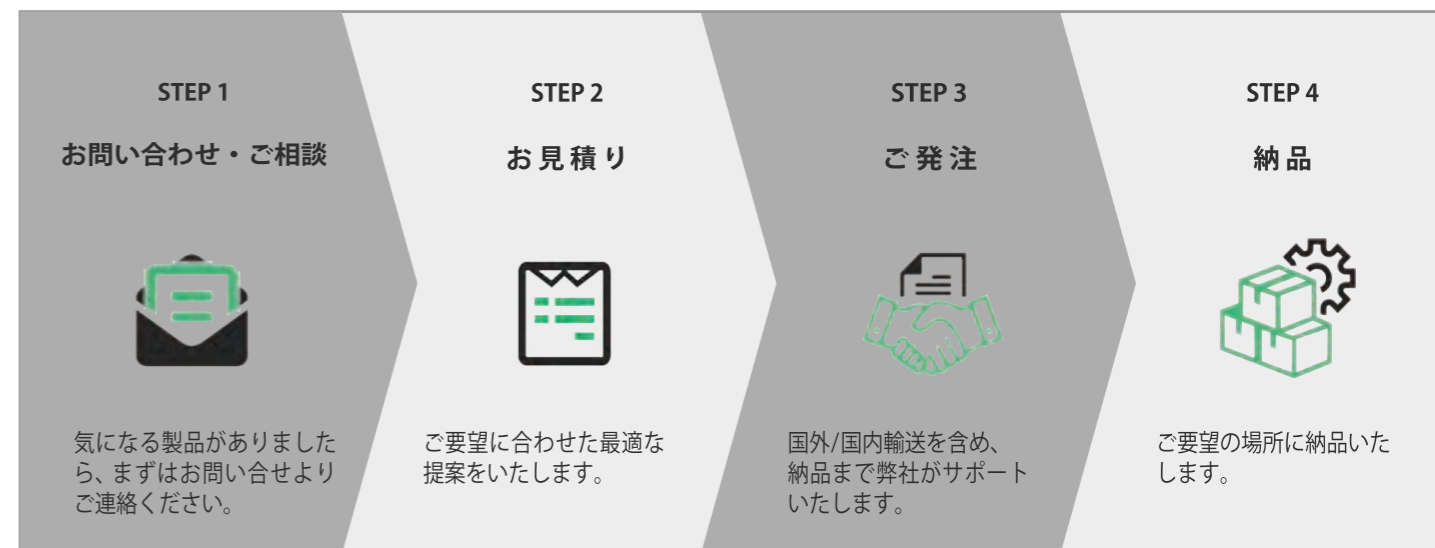 STEP 1
お問い合わせ・ご相談
気になる製品がありました
ら、まずはお問い合せより
ご連絡ください。
STEP 2
お見積り
ご要望に合わせた最適な
提案をいたします。
STEP 3
ご発注
国外/国内輸送を含め、
納品まで弊社がサポート
いたします。
STEP 4
納品
ご要望の場所に納品いた
します。